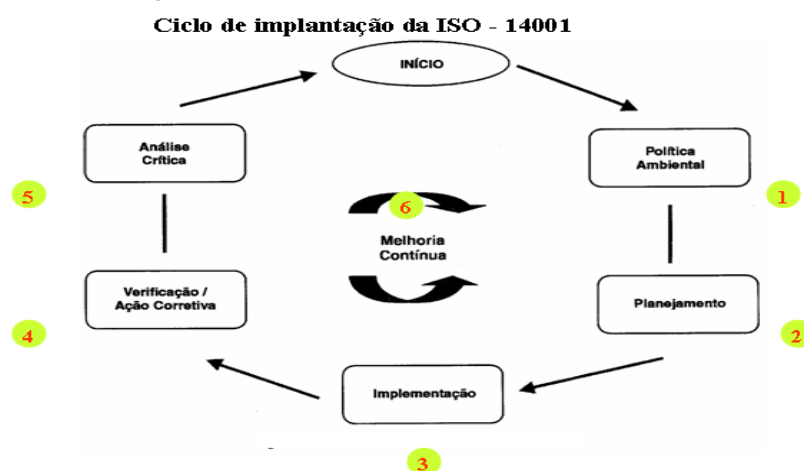 Ciclo de implantação da ISO - 14001
INÍCIO
Política
Ambiental
1
Planejamento
2
Implementação
3
Verificação /
Ação Corretiva
4
Análise
Crítica
5
6
Melhoria
Contínua